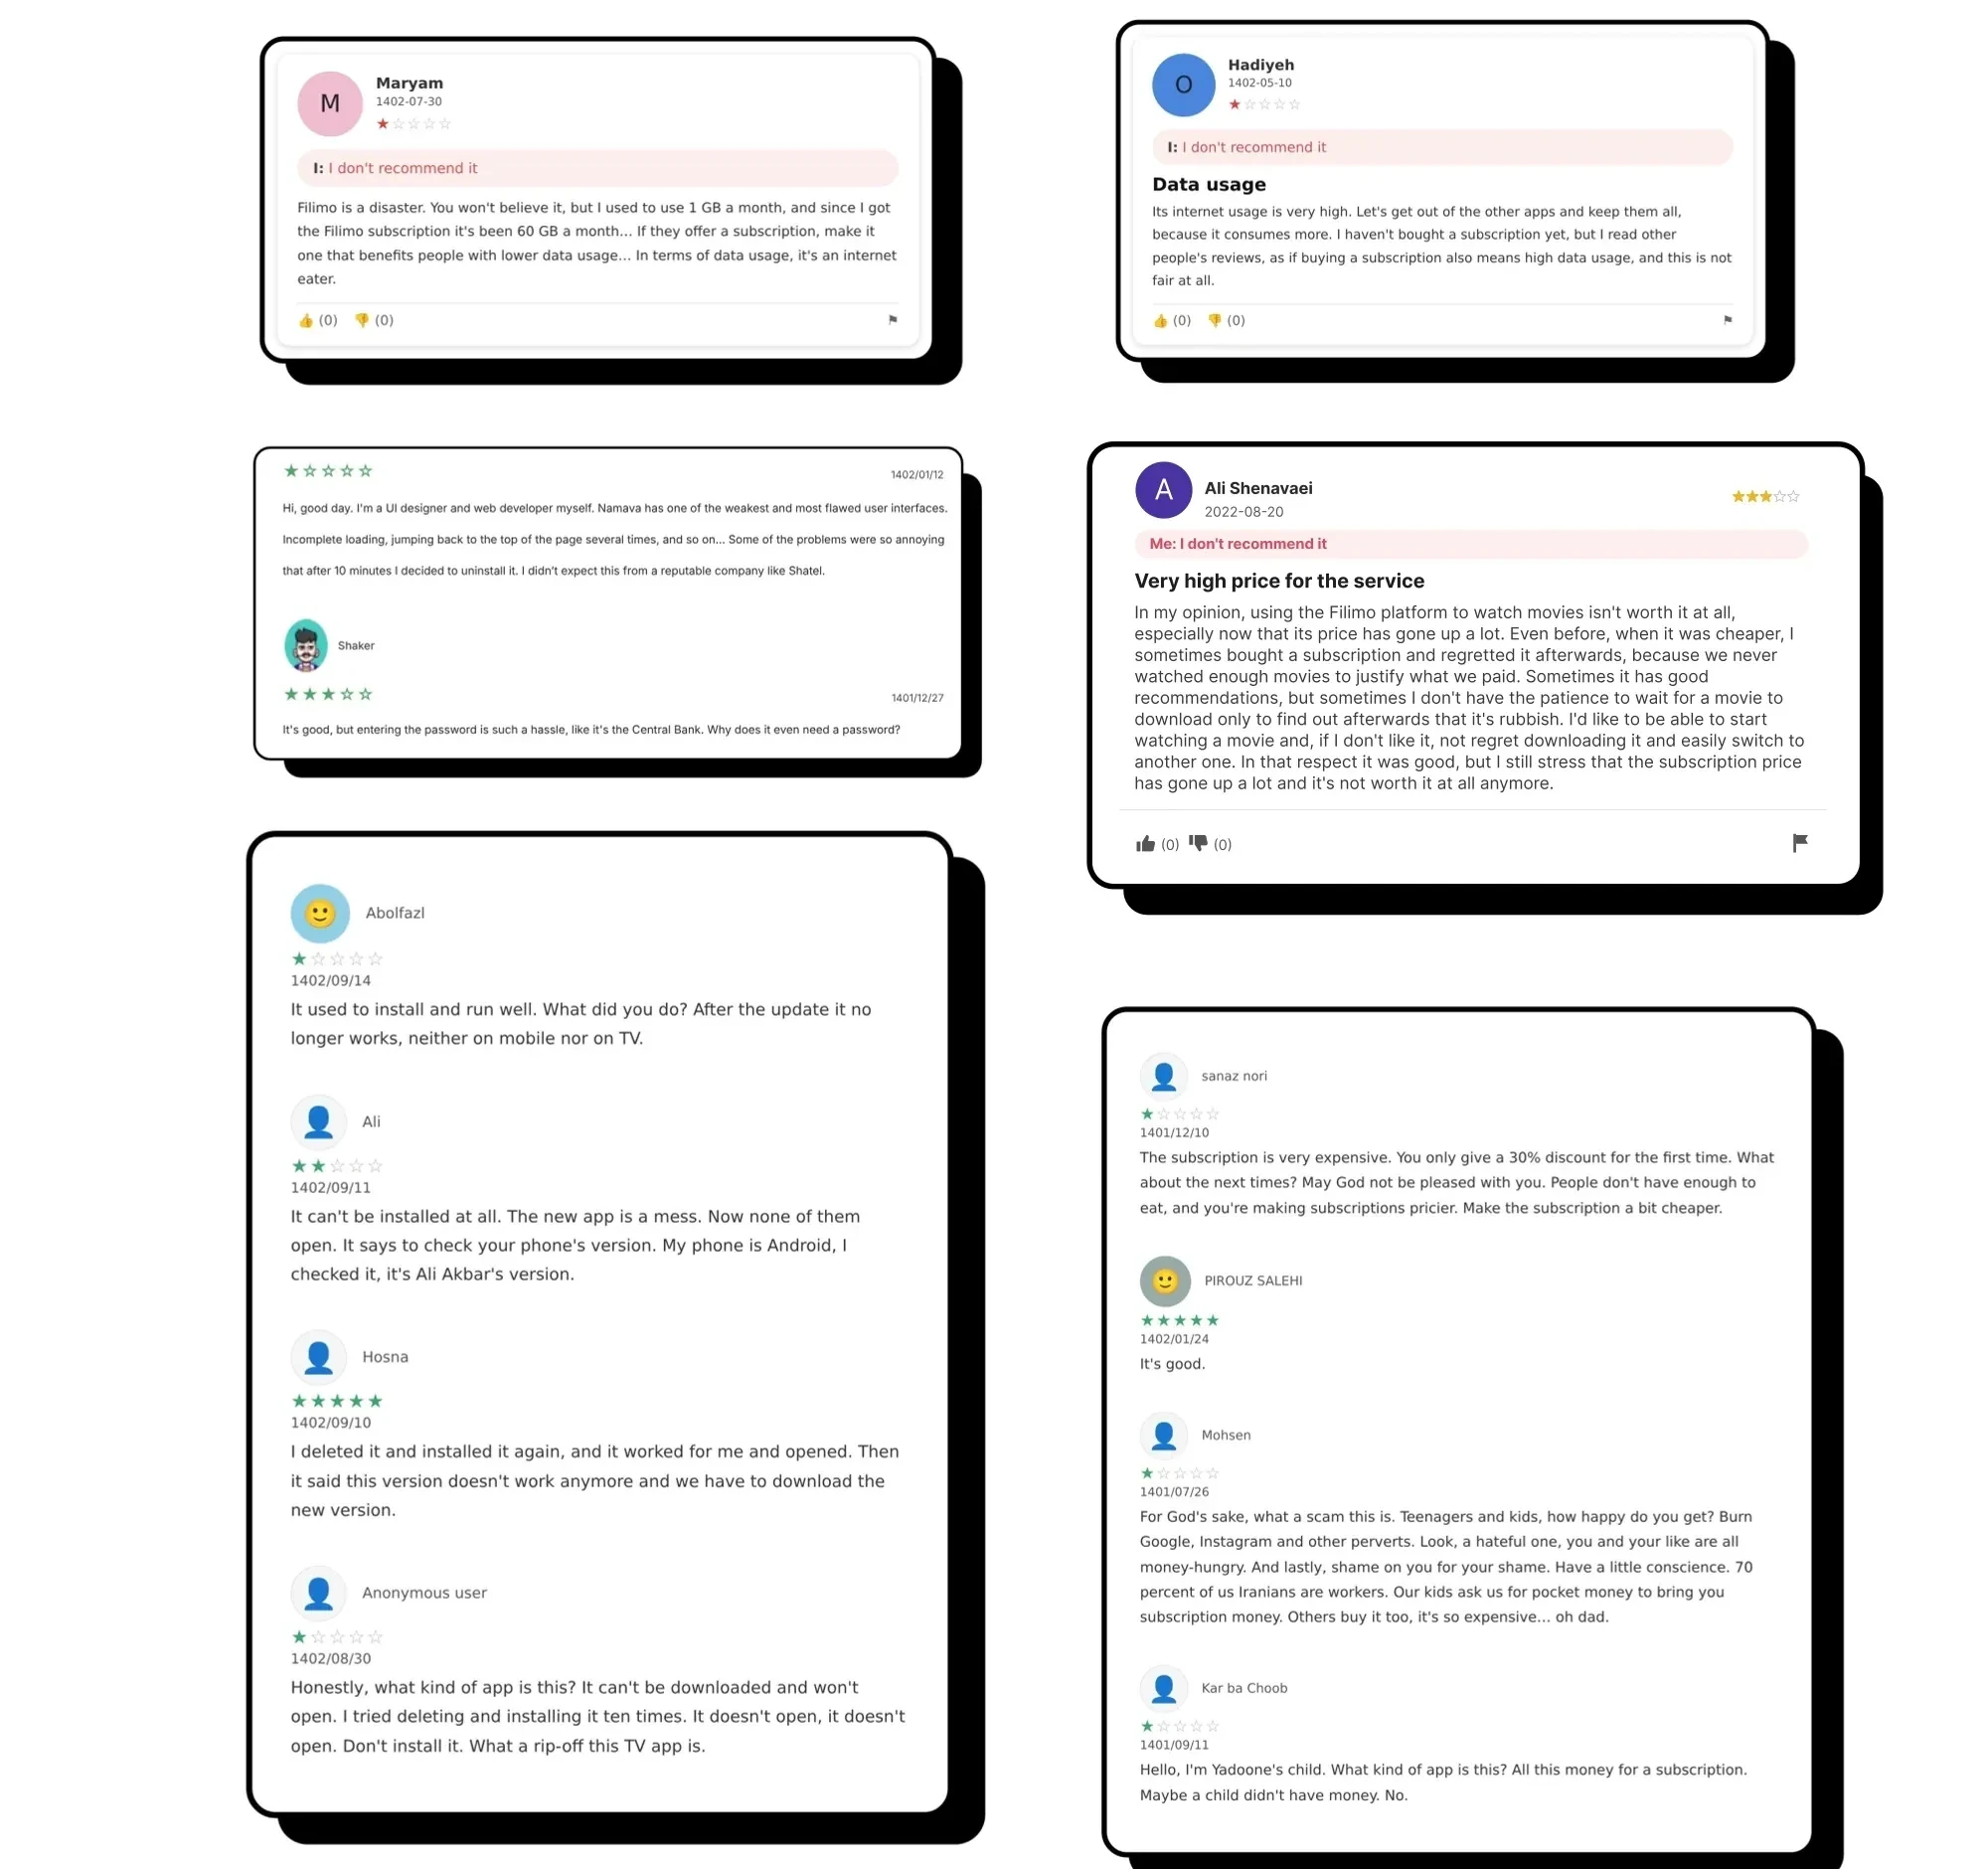 M
Maryam
1402-07-30
I: I don't recommend it
Filimo is a disaster. You won't believe it, but I used to use 1 GB a month, and since I got
the Filimo subscription it's been 60 GB a month... If they offer a subscription, make it
one that benefits people with lower data usage... In terms of data usage, it's an internet
eater.
(0) (0)
O
Hadiyeh
1402-05-10
I: I don't recommend it
Data usage
Its internet usage is very high. Let's get out of the other apps and keep them all,
because it consumes more. I haven't bought a subscription yet, but I read other
people's reviews, as if buying a subscription also means high data usage, and this is not
fair at all.
(0) (0)
1402/01/12
Hi, good day. I'm a UI designer and web developer myself. Namava has one of the weakest and most flawed user interfaces.
Incomplete loading, jumping back to the top of the page several times, and so on... Some of the problems were so annoying
that after 10 minutes I decided to uninstall it. I didn't expect this from a reputable company like Shatel.
Shaker
1401/12/27
It's good, but entering the password is such a hassle, like it's the Central Bank. Why does it even need a password?
A
Ali Shenavaei
2022-08-20
Me: I don't recommend it
Very high price for the service
In my opinion, using the Filimo platform to watch movies isn't worth it at all,
especially now that its price has gone up a lot. Even before, when it was cheaper, I
sometimes bought a subscription and regretted it afterwards, because we never
watched enough movies to justify what we paid. Sometimes it has good
recommendations, but sometimes I don't have the patience to wait for a movie to
download only to find out afterwards that it's rubbish. I'd like to be able to start
watching a movie and, if I don't like it, not regret downloading it and easily switch to
another one. In that respect it was good, but I still stress that the subscription price
has gone up a lot and it's not worth it at all anymore.
(0) (0)
Abolfazl
1402/09/14
It used to install and run well. What did you do? After the update it no
longer works, neither on mobile nor on TV.
Ali
1402/09/11
It can't be installed at all. The new app is a mess. Now none of them
open. It says to check your phone's version. My phone is Android, I
checked it, it's Ali Akbar's version.
Hosna
1402/09/10
I deleted it and installed it again, and it worked for me and opened. Then
it said this version doesn't work anymore and we have to download the
new version.
Anonymous user
1402/08/30
Honestly, what kind of app is this? It can't be downloaded and won't
open. I tried deleting and installing it ten times. It doesn't open, it doesn't
open. Don't install it. What a rip-off this TV app is.
sanaz nori
1401/12/10
The subscription is very expensive. You only give a 30% discount for the first time. What
about the next times? May God not be pleased with you. People don't have enough to
eat, and you're making subscriptions pricier. Make the subscription a bit cheaper.
PIROUZ SALEHI
1402/01/24
It's good.
Mohsen
1401/07/26
For God's sake, what a scam this is. Teenagers and kids, how happy do you get? Burn
Google, Instagram and other perverts. Look, a hateful one, you and your like are all
money-hungry. And lastly, shame on you for your shame. Have a little conscience. 70
percent of us Iranians are workers. Our kids ask us for pocket money to bring you
subscription money. Others buy it too, it's so expensive... oh dad.
Kar ba Choob
1401/09/11
Hello, I'm Yadoone's child. What kind of app is this? All this money for a subscription.
Maybe a child didn't have money. No.